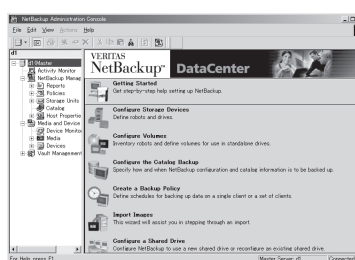 NetBackup Administration Console
File Edit View Actions Help
d1
d1:Master
Activity Monitor
NetBackup Manag
Reports
Policies
Storage Units
Catalog
Host Propertie
Media and Device
Device Monito
Media
Devices
Vault Management
VERITAS
NetBackup™ DataCenter
Getting Started
Get step-by-step help setting up NetBackup.
Configure Storage Devices
Define robots and drives.
Configure Volumes
Inventory robots and define volumes for use in standalone drives.
Configure the Catalog Backup
Specify how and when NetBackup configuration and catalog information is to be backed up.
Create a Backup Policy
Define schedules for backing up data on a single client or a set of clients.
Import Images
This wizard will assist you in stepping through an import.
Configure a Shared Drive
Configure NetBackup to use a new shared drive or reconfigure an existing shared drive.
For Help, press F1
Master Server: d1
Connected